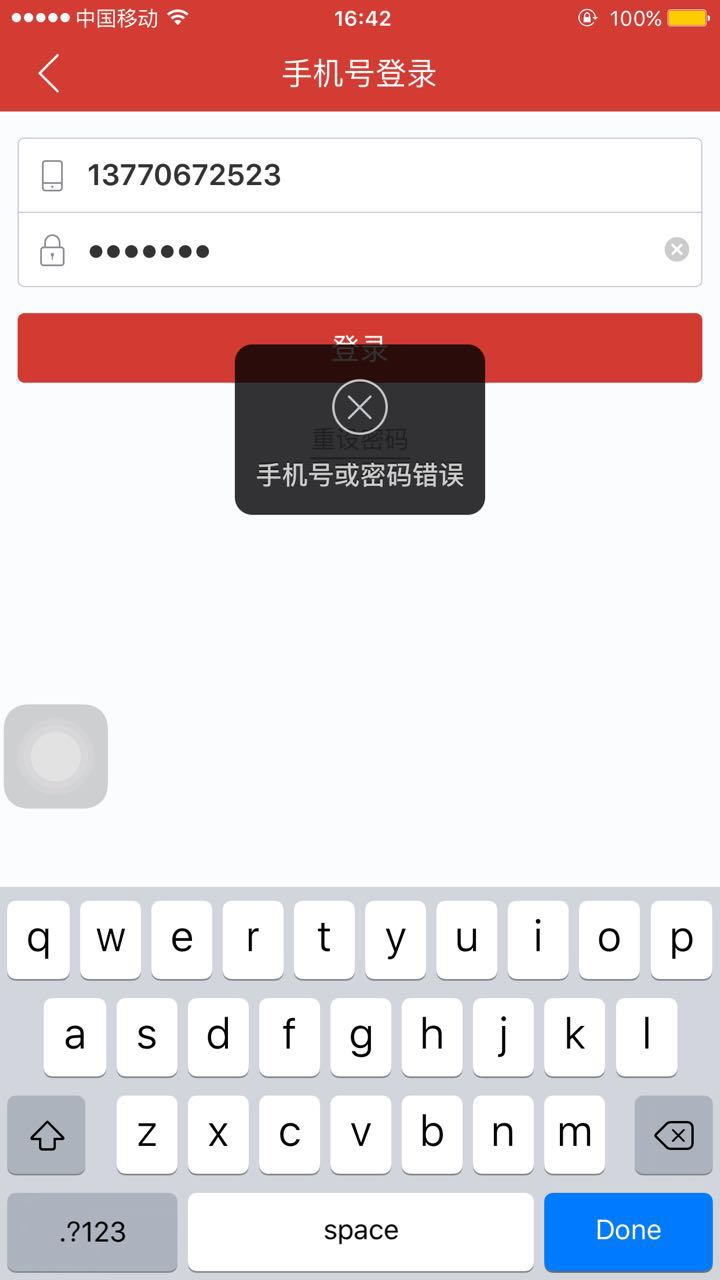 中国移动 16:42 100%
手机号登录
13770672523
•••••••
登录
重设密码
手机号或密码错误
q w e r t y u i o p
a s d f g h j k l
z x c v b n m
.?123 space Done